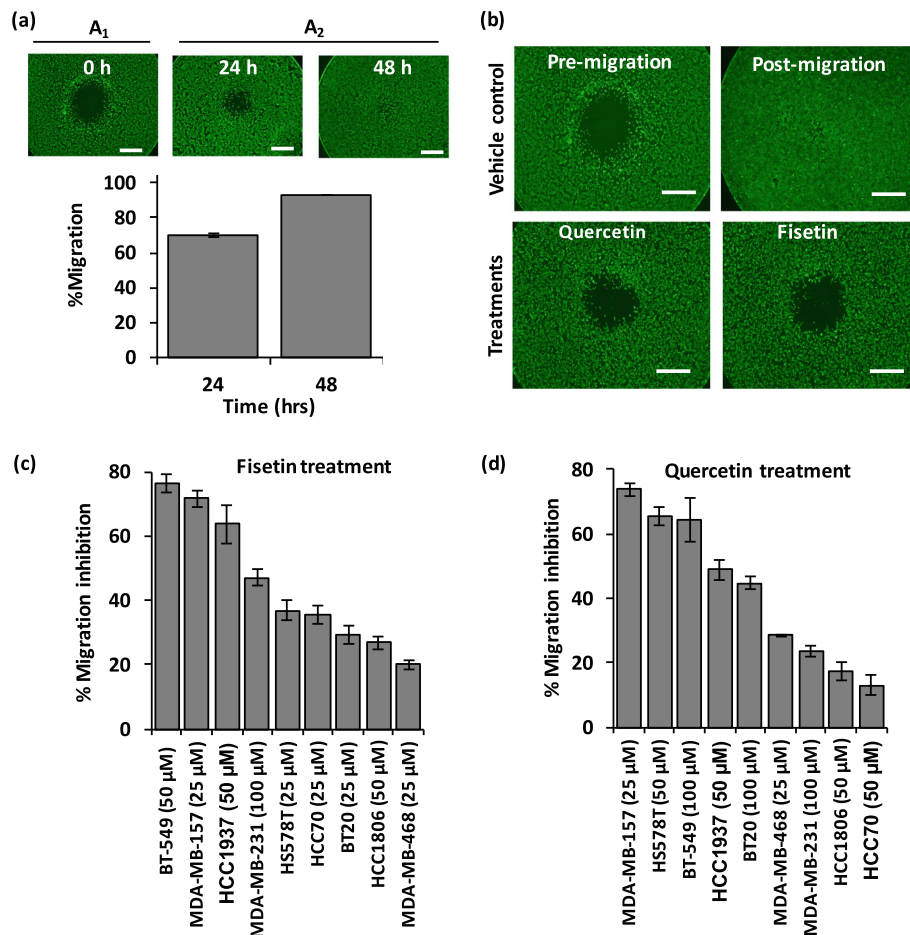 (a)
A₁
A₂
0 h
24 h
48 h
%Migration
100
80
60
40
20
0
24
48
Time (hrs)
(b)
Vehicle control
Pre-migration
Post-migration
Treatments
Quercetin
Fisetin
(c)
Fisetin treatment
% Migration inhibition
80
60
40
20
0
BT-549 (50 µM)
MDA-MB-157 (25 µM)
HCC1937 (50 µM)
MDA-MB-231 (100 µM)
HS578T (25 µM)
HCC70 (25 µM)
BT20 (25 µM)
HCC1806 (50 µM)
MDA-MB-468 (25 µM)
(d)
Quercetin treatment
% Migration inhibition
80
60
40
20
0
MDA-MB-157 (25 µM)
HS578T (50 µM)
BT-549 (100 µM)
HCC1937 (50 µM)
BT20 (100 µM)
MDA-MB-468 (25 µM)
MDA-MB-231 (100 µM)
HCC1806 (50 µM)
HCC70 (50 µM)